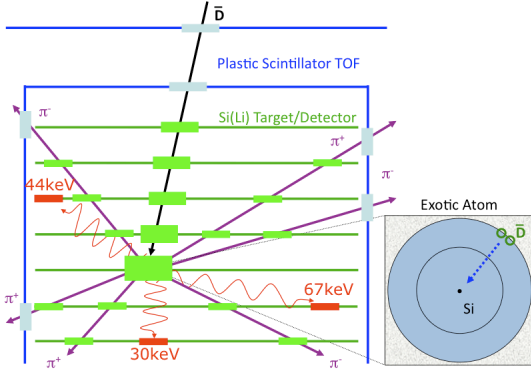 D̅
Plastic Scintillator TOF
π⁻
Si(Li) Target/Detector
π⁺
π⁻
44keV
Exotic Atom
D̅
Si
67keV
π⁺
30keV
π⁺
π⁻